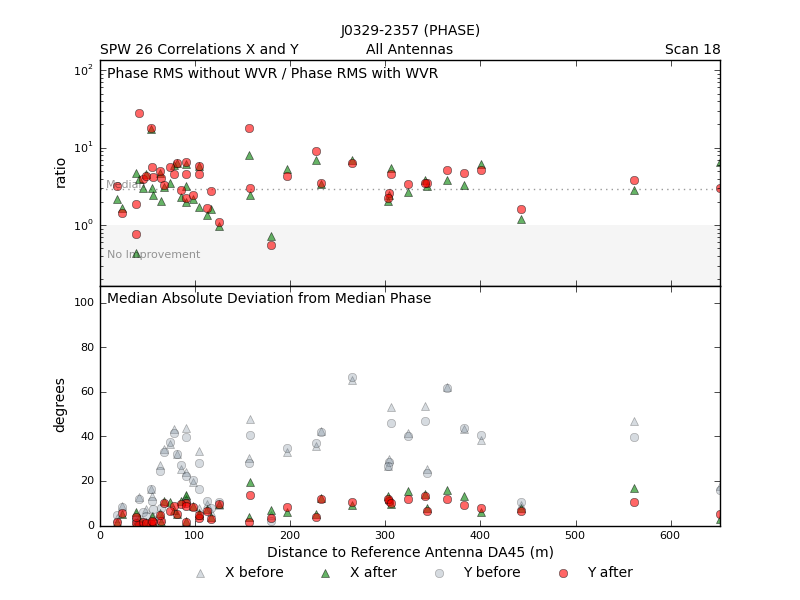 J0329-2357 (PHASE)
SPW 26 Correlations X and Y All Antennas Scan 18
Phase RMS without WVR / Phase RMS with WVR
10²
10¹
10⁰
ratio
Median
No Improvement
Median Absolute Deviation from Median Phase
100
80
60
40
20
0
degrees
0 100 200 300 400 500 600
Distance to Reference Antenna DA45 (m)
X before X after Y before Y after